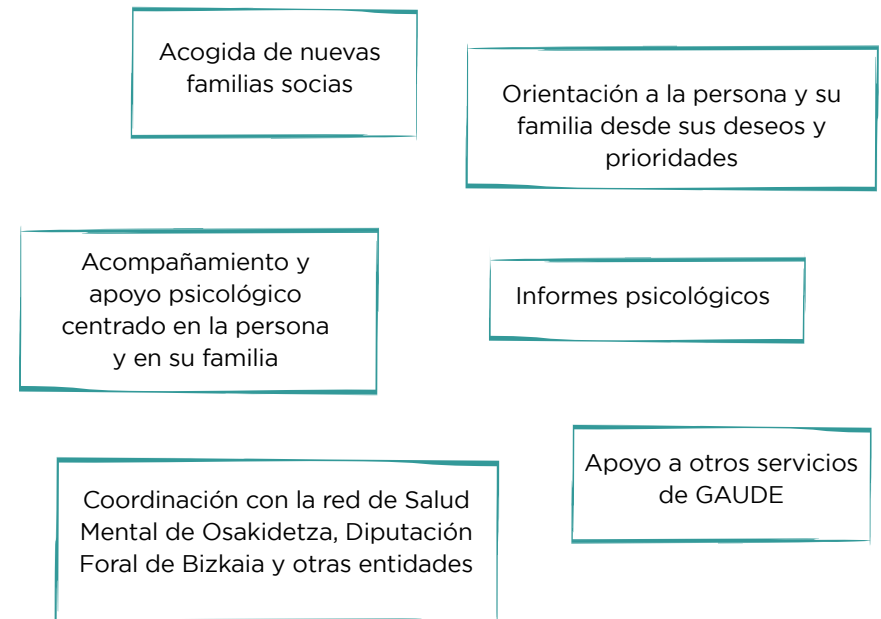 Acogida de nuevas
familias socias
Orientación a la persona y su
familia desde sus deseos y
prioridades
Acompañamiento y
apoyo psicológico
centrado en la persona
y en su familia
Informes psicológicos
Apoyo a otros servicios
de GAUDE
Coordinación con la red de Salud
Mental de Osakidetza, Diputación
Foral de Bizkaia y otras entidades